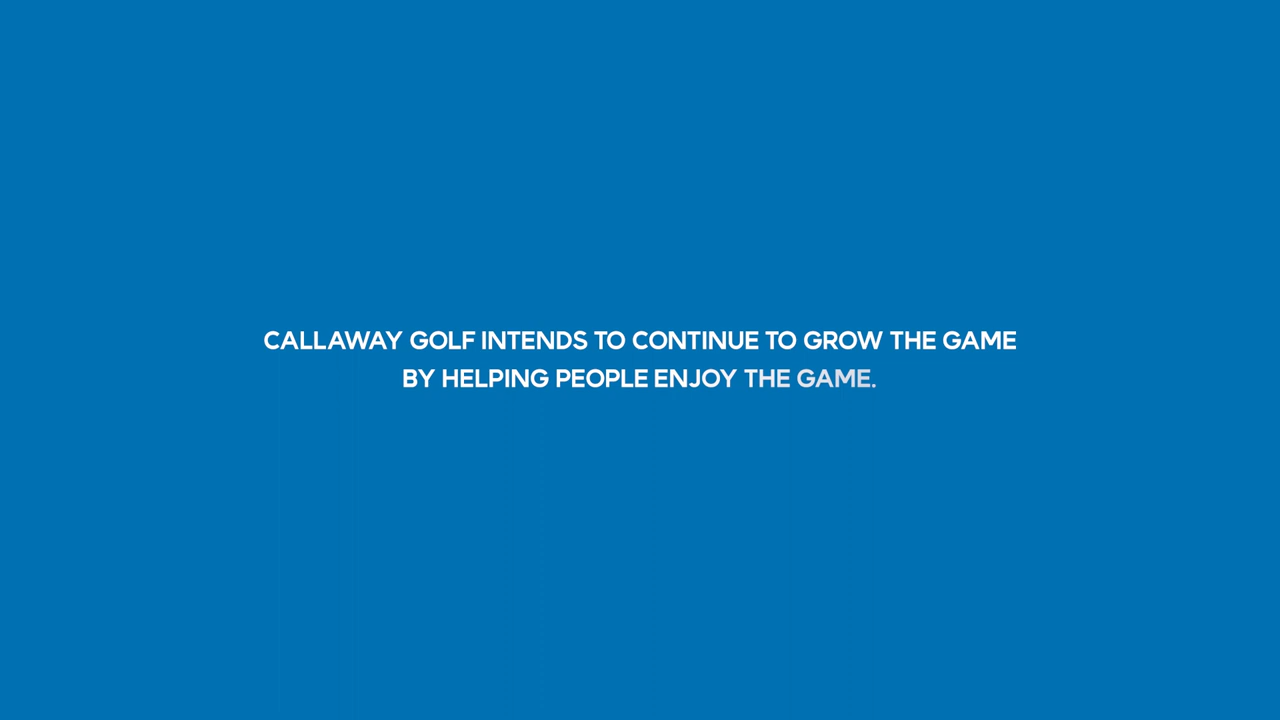 CALLAWAY GOLF INTENDS TO CONTINUE TO GROW THE GAME
BY HELPING PEOPLE ENJOY THE GAME.